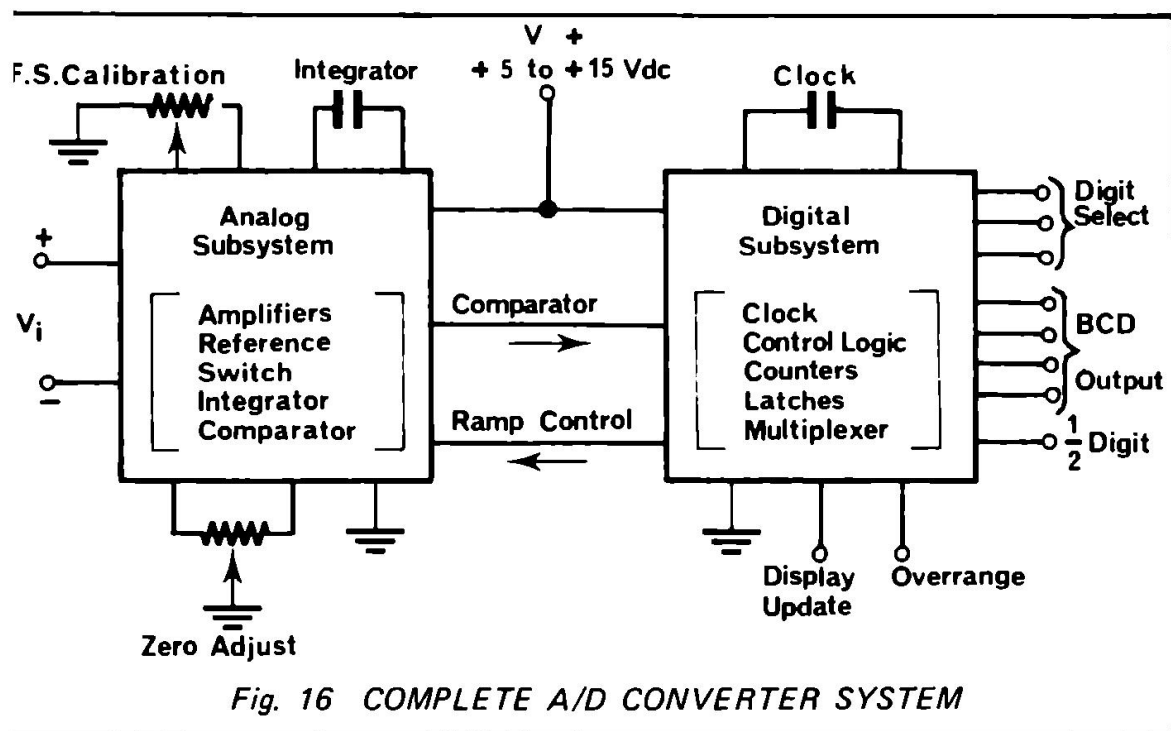 F.S.Calibration
Integrator
V +
+ 5 to +15 Vdc
Clock
Analog
Subsystem
Amplifiers
Reference
Switch
Integrator
Comparator
+
Vi
−
Comparator
Ramp Control
Digital
Subsystem
Clock
Control Logic
Counters
Latches
Multiplexer
Digit
Select
BCD
Output
1/2 Digit
Zero Adjust
Display
Update
Overrange
Fig. 16 COMPLETE A/D CONVERTER SYSTEM